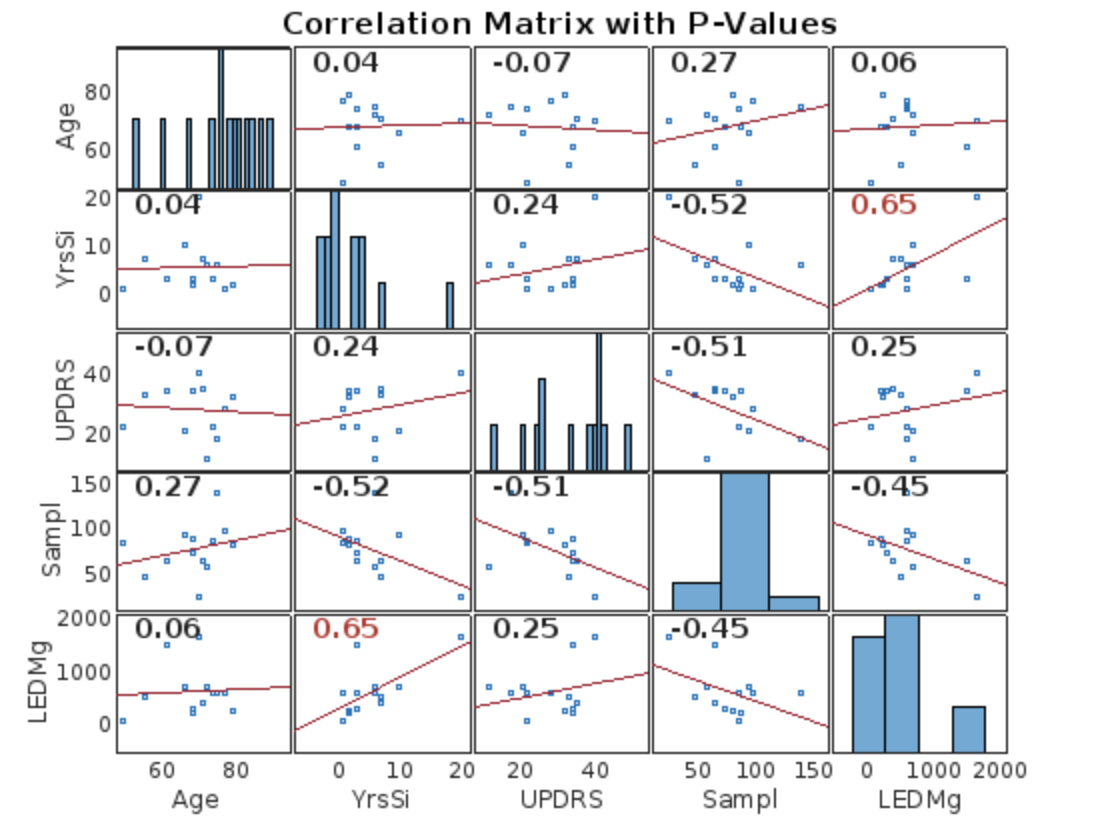 Correlation Matrix with P-Values
0.04 -0.07 0.27 0.06
80
60
Age
0.04 0.24 -0.52 0.65
20
10
0
YrsSi
-0.07 0.24 -0.51 0.25
40
20
UPDRS
0.27 -0.52 -0.51 -0.45
150
100
50
Sampl
0.06 0.65 0.25 -0.45
2000
1000
0
LEDMg
60 80 0 10 20 20 40 50 100 150 0 1000 2000
Age YrsSi UPDRS Sampl LEDMg